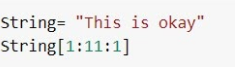 String= "This is okay"
String[1:11:1]